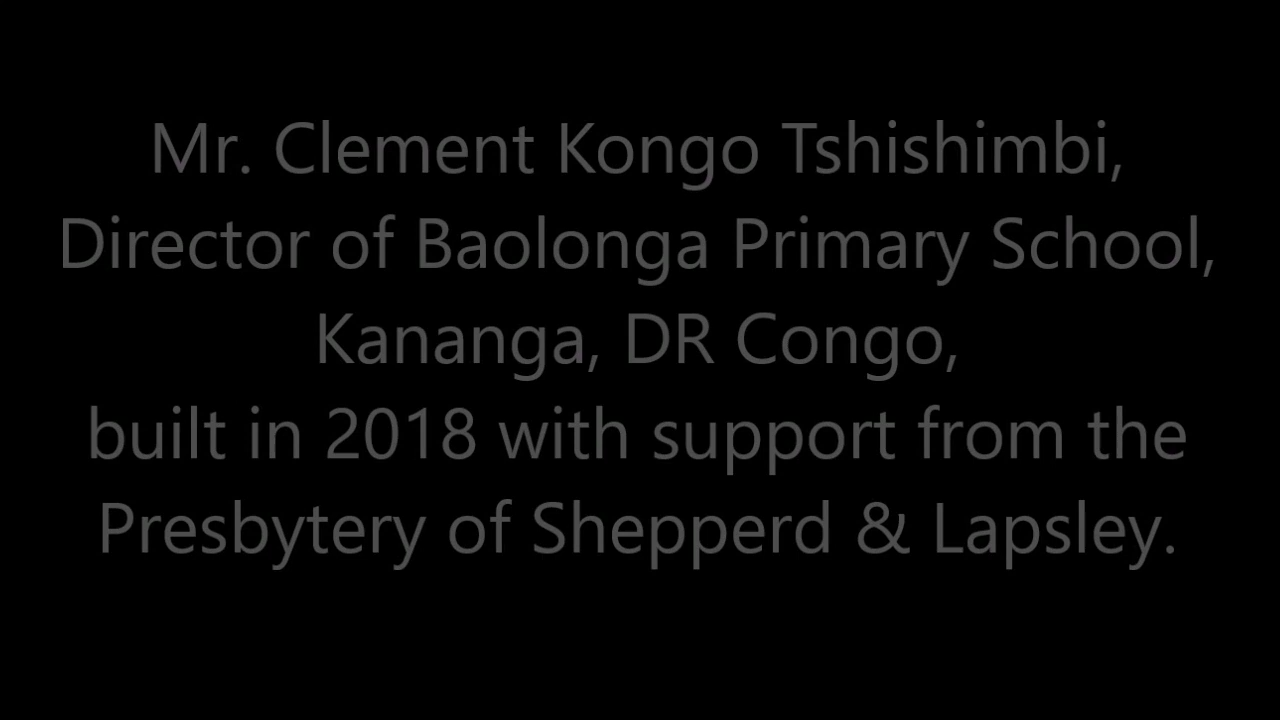 Mr. Clement Kongo Tshishimbi,
Director of Baolonga Primary School,
Kananga, DR Congo,
built in 2018 with support from the
Presbytery of Shepperd & Lapsley.